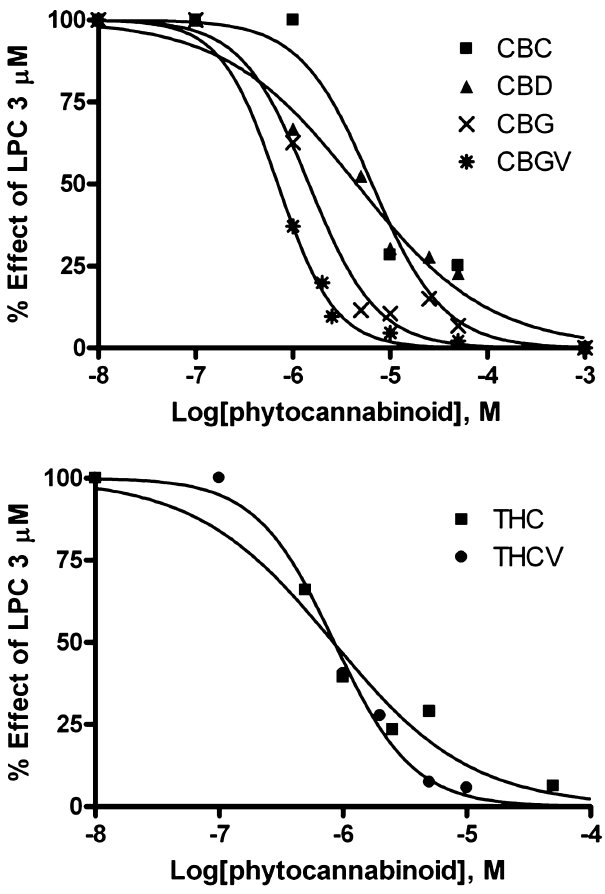 % Effect of LPC 3 μM
100
75
50
25
0
CBC
CBD
CBG
CBGV
-8 -7 -6 -5 -4 -3
Log[phytocannabinoid], M
% Effect of LPC 3 μM
100
75
50
25
0
THC
THCV
-8 -7 -6 -5 -4
Log[phytocannabinoid], M